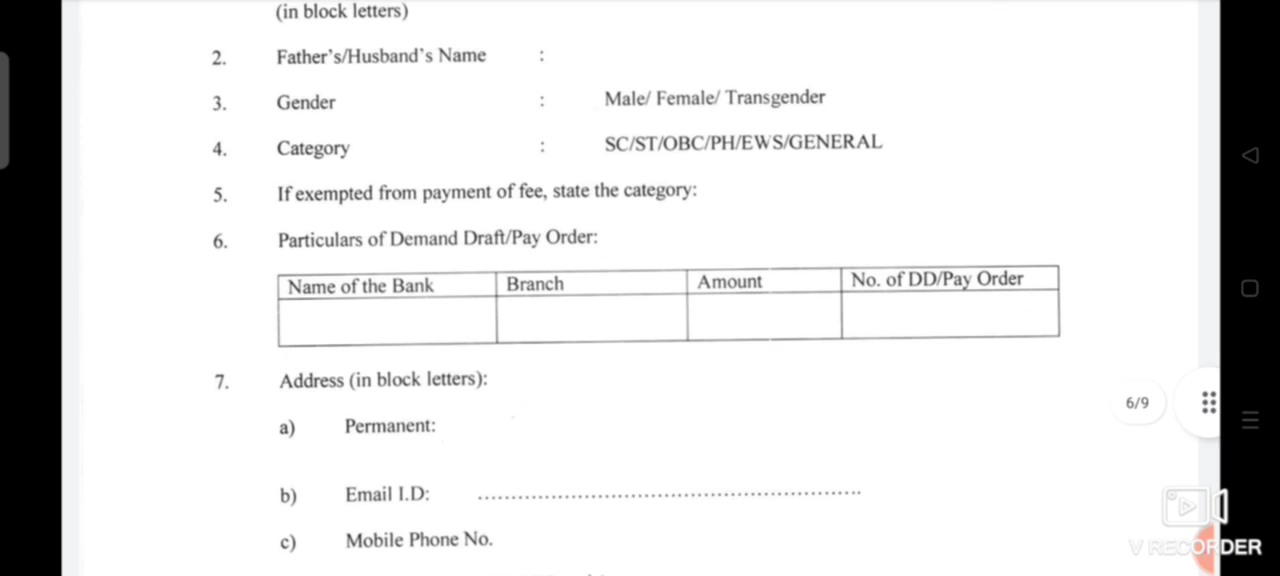 (in block letters)
2. Father's/Husband's Name :
3. Gender : Male/ Female/ Transgender
4. Category : SC/ST/OBC/PH/EWS/GENERAL
5. If exempted from payment of fee, state the category:
6. Particulars of Demand Draft/Pay Order:
Name of the Bank Branch Amount No. of DD/Pay Order
7. Address (in block letters):
a) Permanent:
6/9
b) Email I.D: ..........................................................
c) Mobile Phone No.
V RECORDER